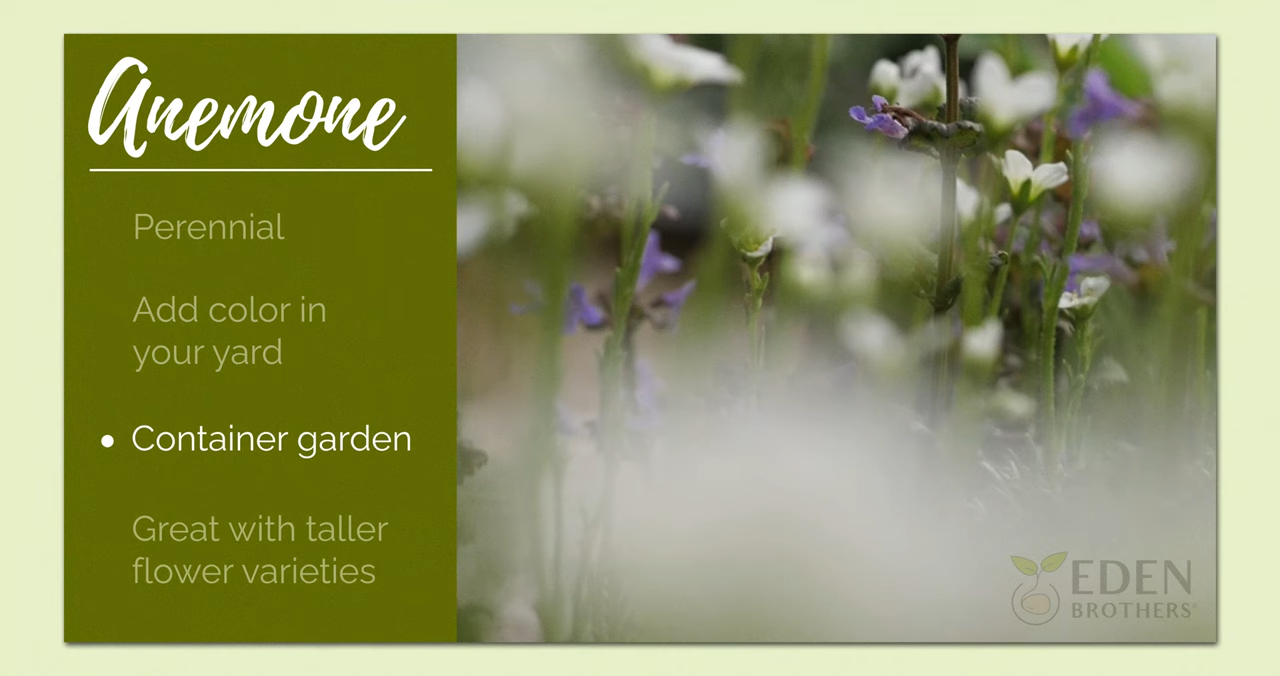 Anemone
Perennial
Add color in
your yard
• Container garden
Great with taller
flower varieties
EDEN
BROTHERS®